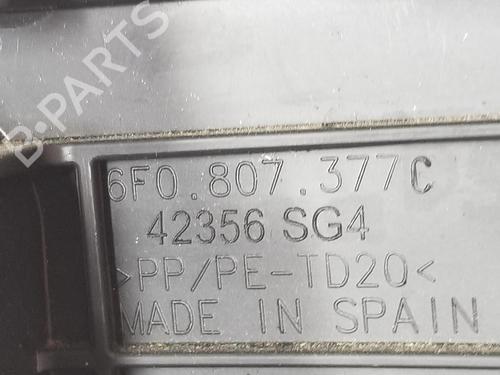 B-PARTS
6F0.807.377C
42356 SG4
>PP/PE-TD20<
MADE IN SPAIN